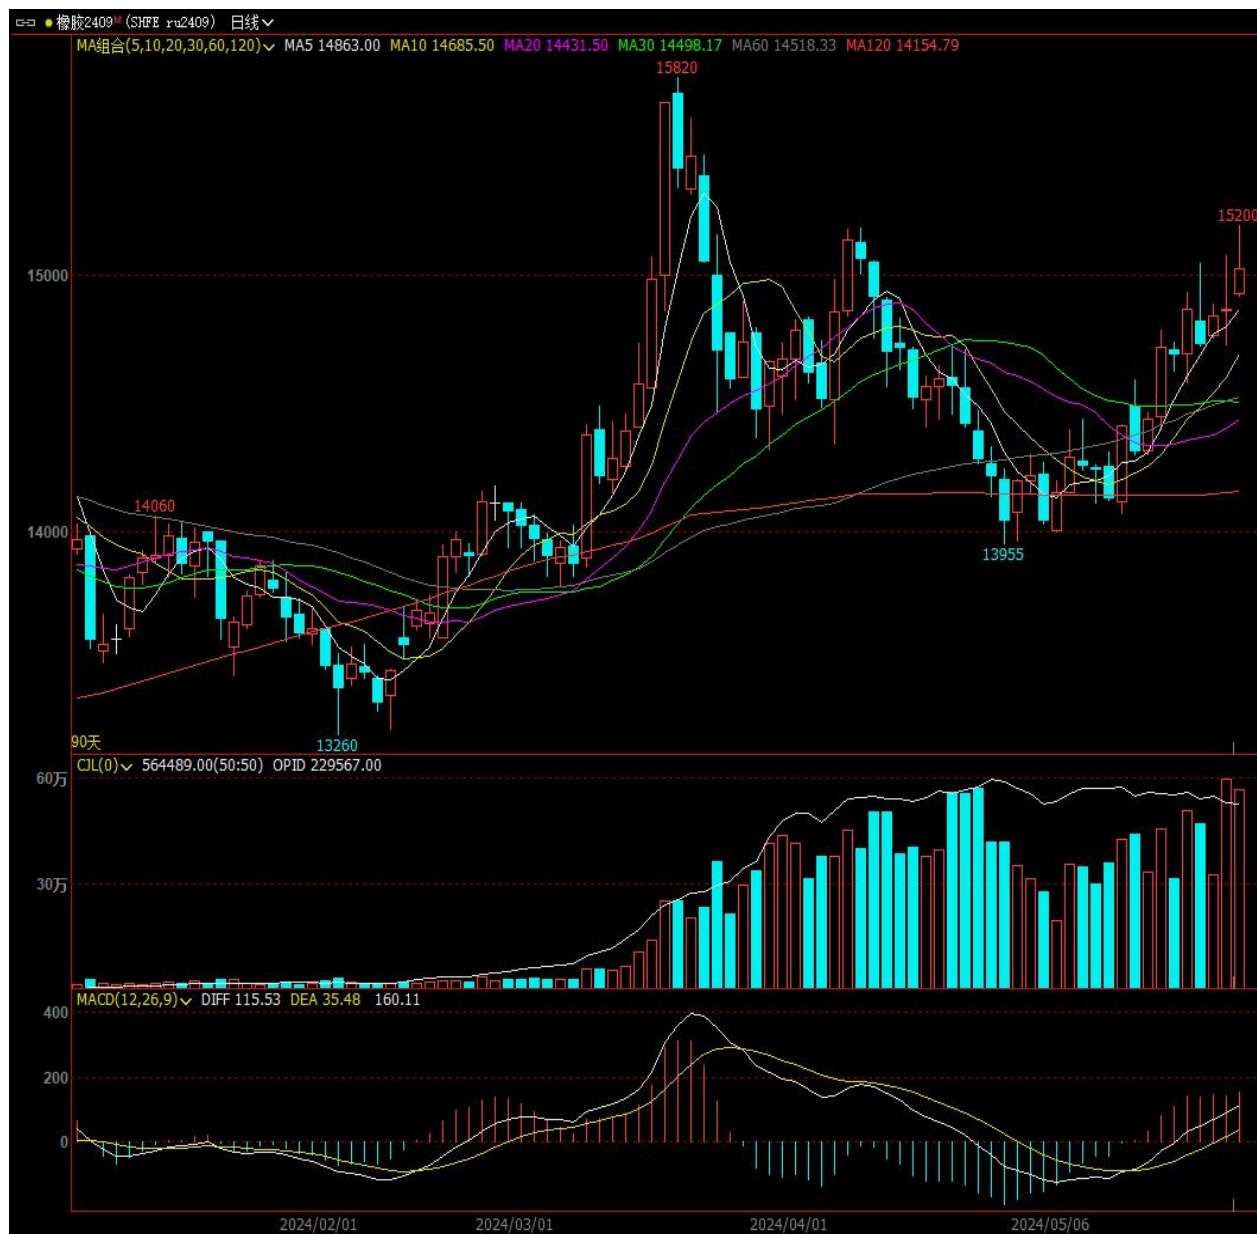 橡胶2409M (SHFE ru2409) 日线
MA组合(5,10,20,30,60,120) MA5 14863.00 MA10 14685.50 MA20 14431.50 MA30 14498.17 MA60 14518.33 MA120 14154.79
15820
15200
15000
14060
14000
13955
13260
90天
CJL(0) 564489.00(50:50) OPID 229567.00
60万
30万
MACD(12,26,9) DIFF 115.53 DEA 35.48 160.11
400
200
0
2024/02/01 2024/03/01 2024/04/01 2024/05/06